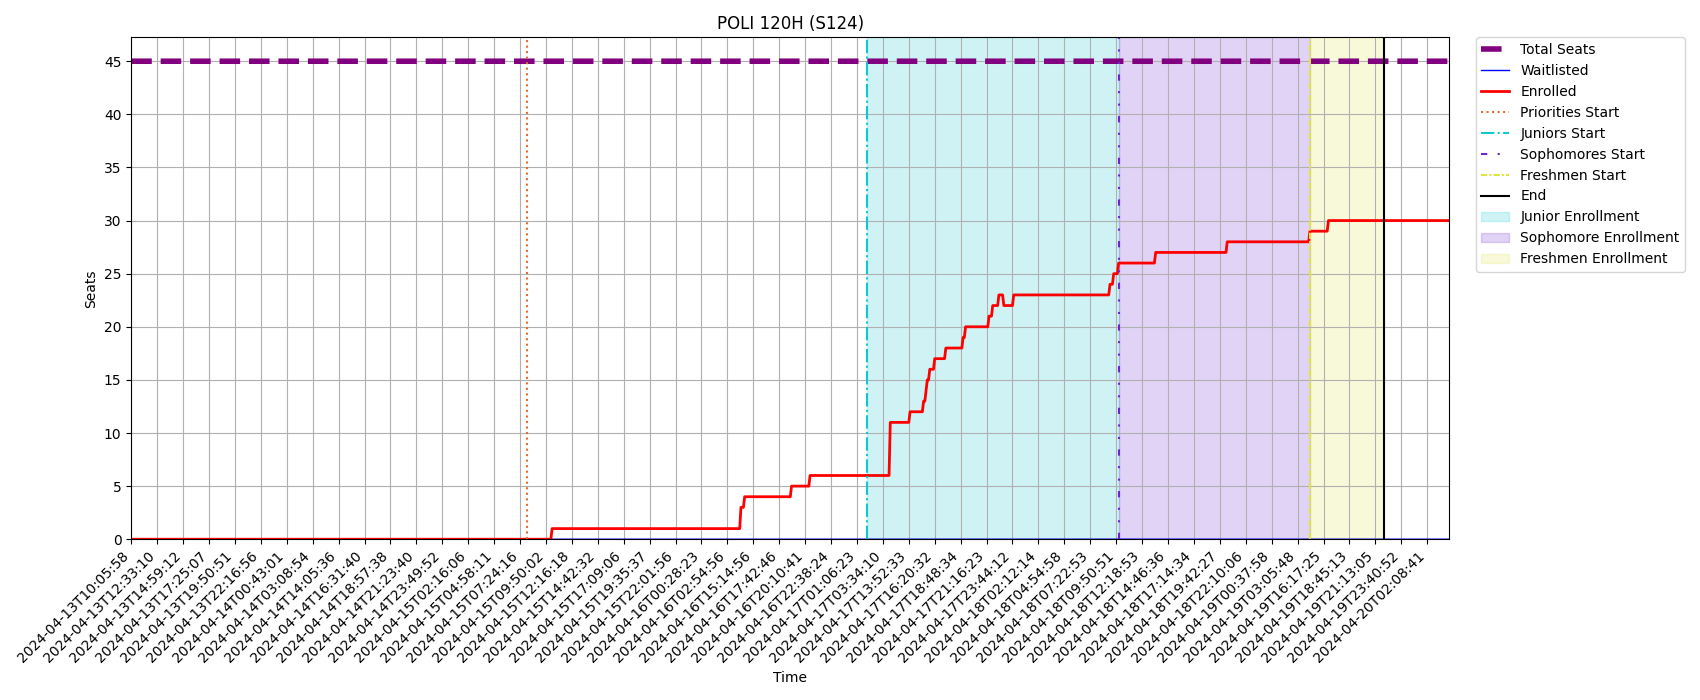 POLI 120H (S124)
Seats
45
40
35
30
25
20
15
10
5
0
2024-04-13T10:05:58
2024-04-13T12:33:10
2024-04-13T14:59:12
2024-04-13T17:25:07
2024-04-13T19:50:51
2024-04-13T22:16:56
2024-04-14T00:43:01
2024-04-14T03:08:54
2024-04-14T14:05:36
2024-04-14T16:31:40
2024-04-14T18:57:38
2024-04-14T21:23:40
2024-04-14T23:49:52
2024-04-15T02:16:06
2024-04-15T04:58:11
2024-04-15T07:24:16
2024-04-15T09:50:02
2024-04-15T12:16:18
2024-04-15T14:42:32
2024-04-15T17:09:06
2024-04-15T19:35:37
2024-04-15T22:01:56
2024-04-16T00:28:23
2024-04-16T02:54:56
2024-04-16T15:14:56
2024-04-16T17:42:46
2024-04-16T20:10:41
2024-04-16T22:38:24
2024-04-17T01:06:23
2024-04-17T03:34:10
2024-04-17T13:52:33
2024-04-17T16:20:32
2024-04-17T18:48:34
2024-04-17T21:16:23
2024-04-17T23:44:12
2024-04-18T02:12:14
2024-04-18T04:54:58
2024-04-18T07:22:53
2024-04-18T09:50:51
2024-04-18T12:18:53
2024-04-18T14:46:36
2024-04-18T17:14:34
2024-04-18T19:42:27
2024-04-18T22:10:06
2024-04-19T00:37:58
2024-04-19T03:05:48
2024-04-19T16:17:25
2024-04-19T18:45:13
2024-04-19T21:13:05
2024-04-19T23:40:52
2024-04-20T02:08:41
Time
Total Seats
Waitlisted
Enrolled
Priorities Start
Juniors Start
Sophomores Start
Freshmen Start
End
Junior Enrollment
Sophomore Enrollment
Freshmen Enrollment